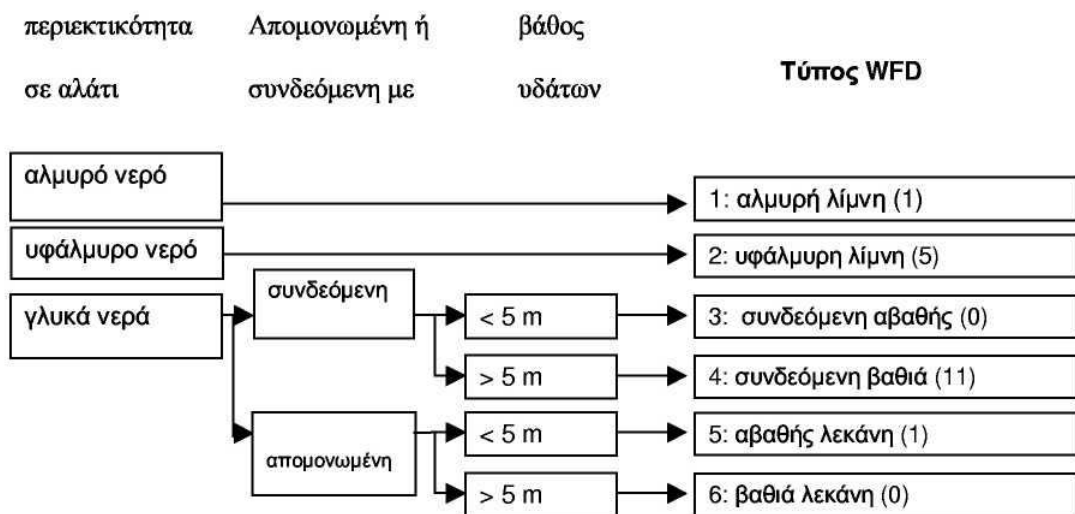 περιεκτικότητα Απομονωμένη ή βάθος
σε αλάτι συνδεόμενη με υδάτων Τύπος WFD
αλμυρό νερό
1: αλμυρή λίμνη (1)
υφάλμυρο νερό 2: υφάλμυρη λίμνη (5)
συνδεόμενη
γλυκά νερά < 5 m 3: συνδεόμενη αβαθής (0)
> 5 m 4: συνδεόμενη βαθιά (11)
< 5 m 5: αβαθής λεκάνη (1)
απομονωμένη
> 5 m 6: βαθιά λεκάνη (0)